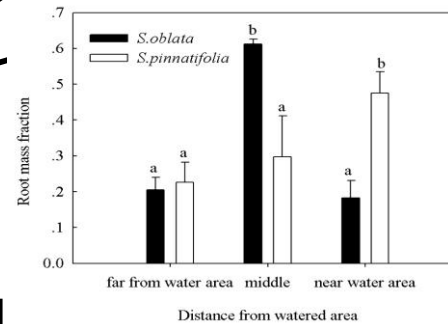 .7
.6
.5
.4
.3
.2
.1
0.0
Root mass fraction
S.oblata
S.pinnatifolia
a a b a a b
far from water area middle near water area
Distance from watered area